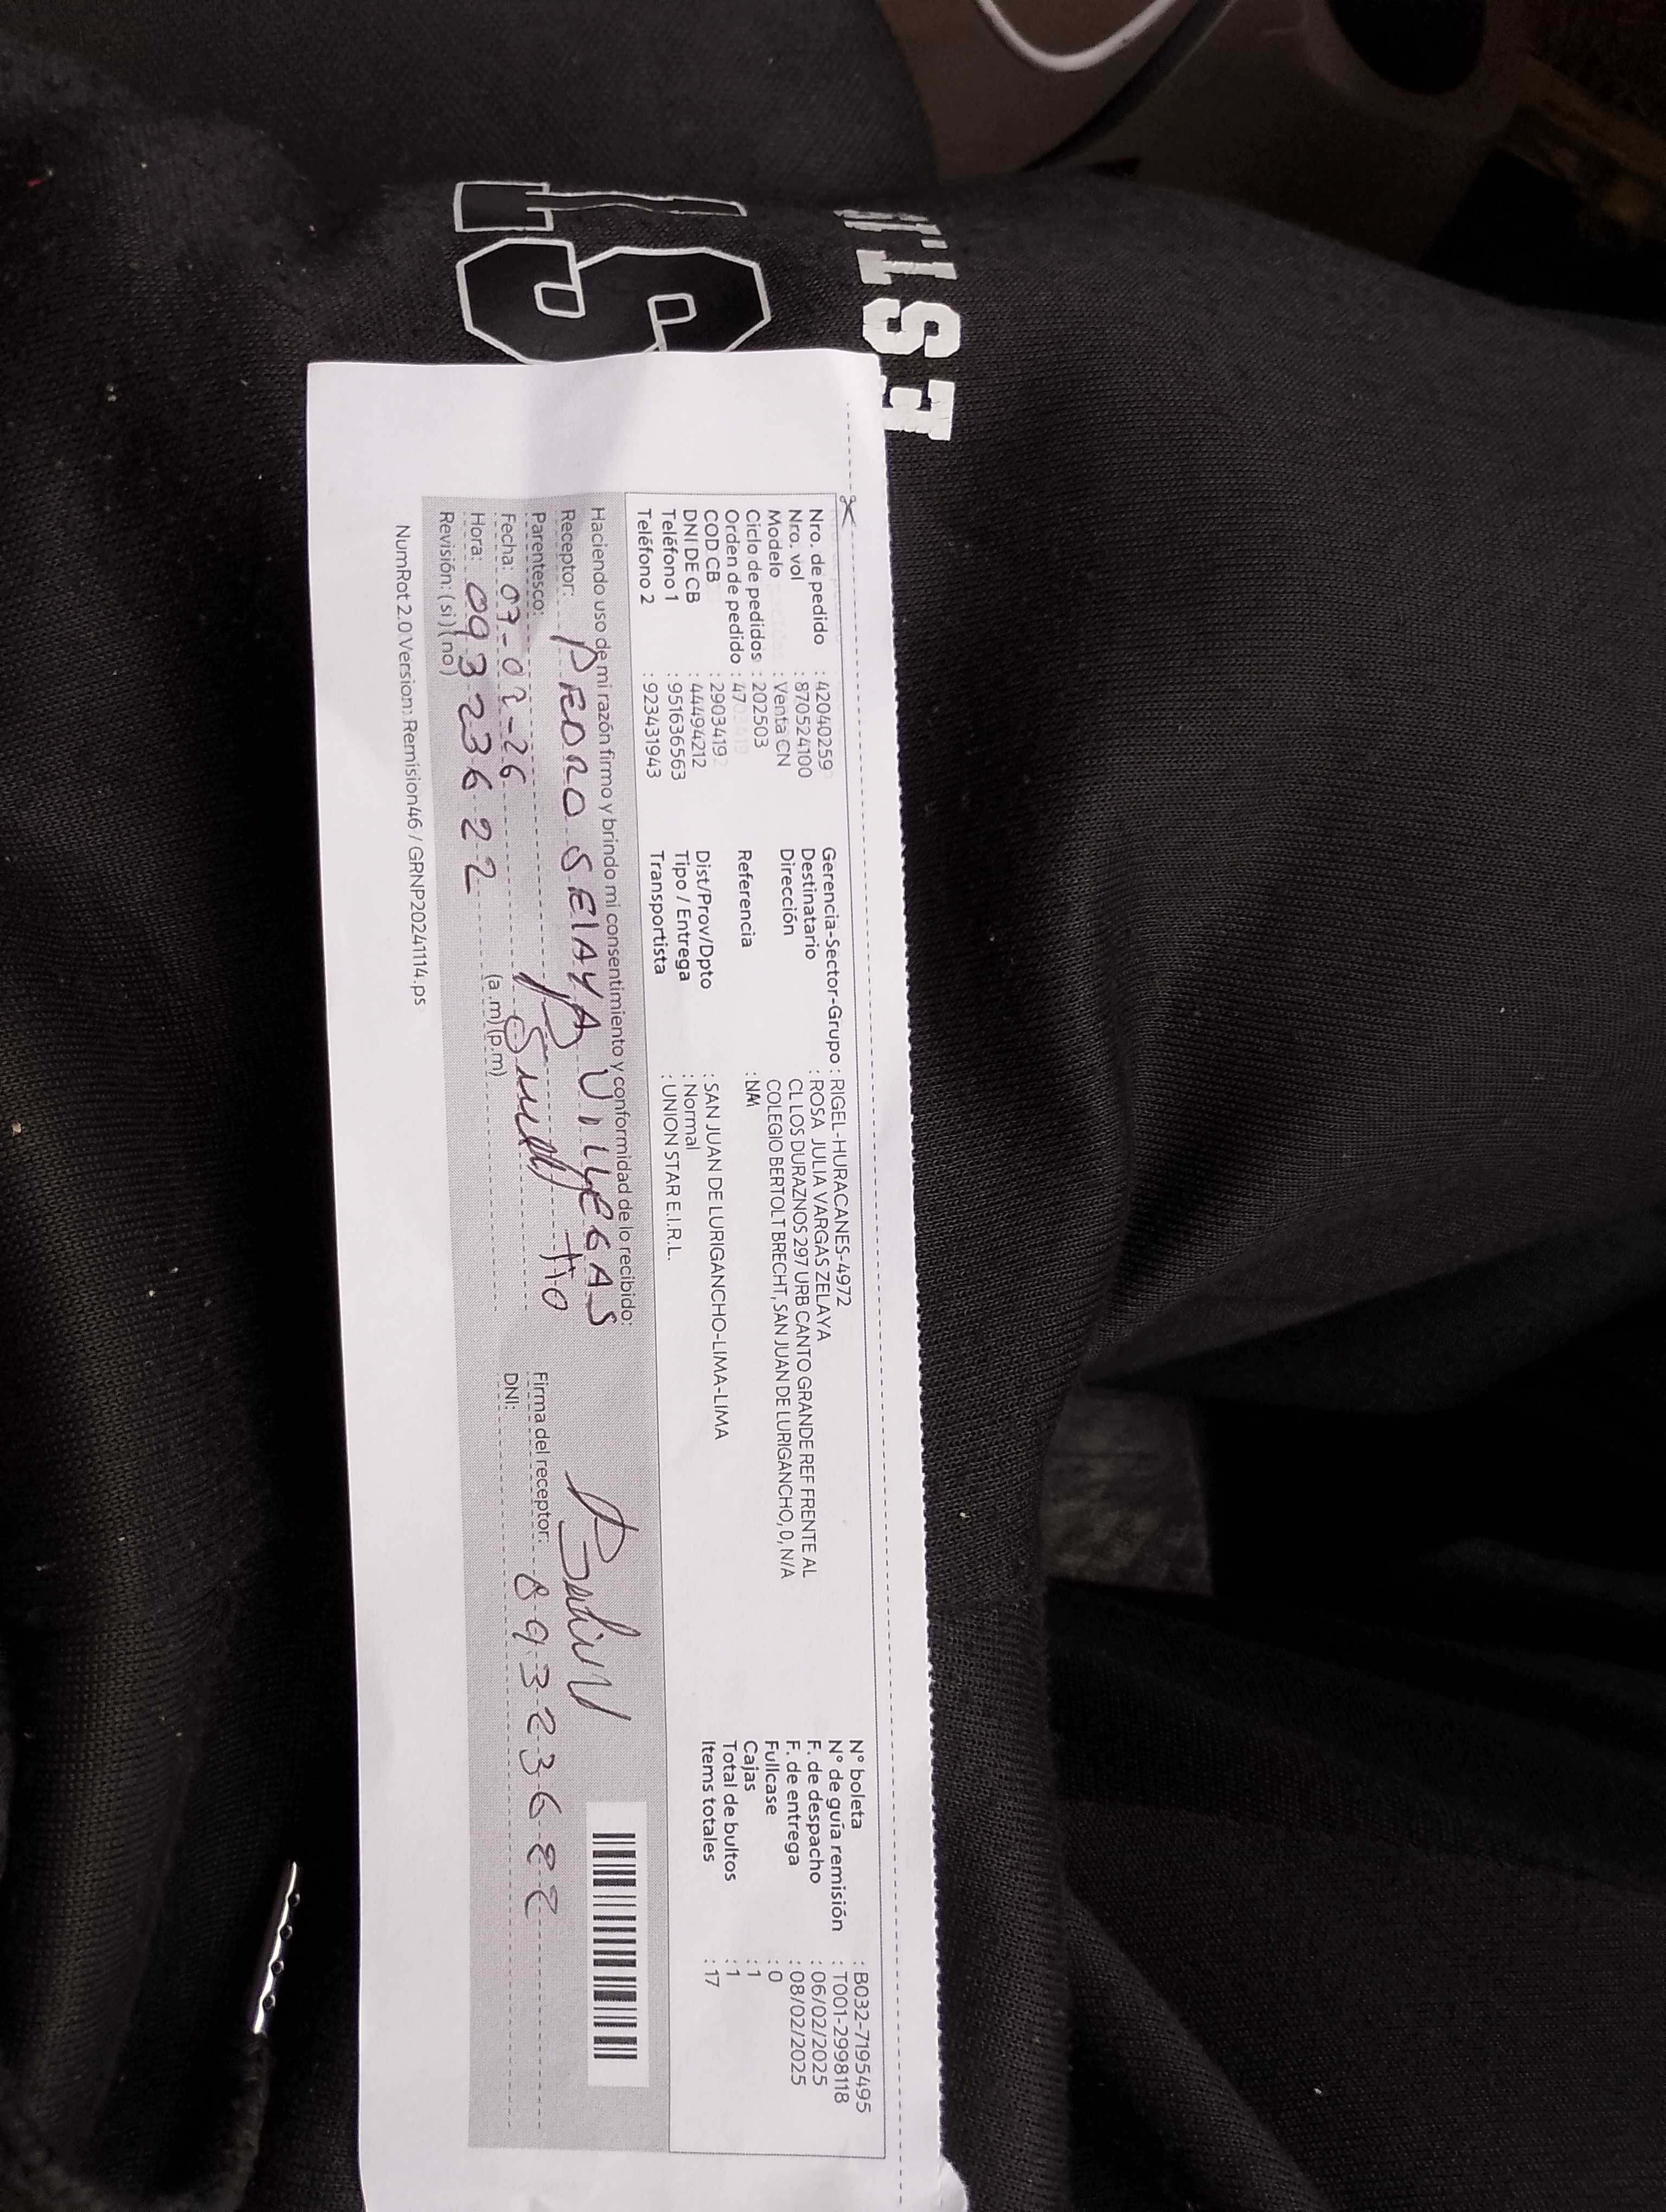 Nro. de pedido : 42040259
Nro. vol : 870524100
Modelo : Venta CN
Ciclo de pedidos : 202503
Orden de pedido :
COD CB : 2903419
DNI DE CB : 44494212
Teléfono 1 : 951636563
Teléfono 2 : 923431943
Gerencia-Sector-Grupo : RIGEL-HURACANES-4972
Destinatario : ROSA JULIA VARGAS ZELAYA
Dirección : CL LOS DURAZNOS 297 URB CANTO GRANDE REF FRENTE AL
COLEGIO BERTOLT BRECHT, SAN JUAN DE LURIGANCHO, 0, N/A
Referencia :
Dist/Prov/Dpto : SAN JUAN DE LURIGANCHO-LIMA-LIMA
Tipo / Entrega : Normal
Transportista : UNION STAR E.I.R.L.
N° boleta : B032-7195495
N° de guía remisión : T001-2998118
F. de despacho : 06/02/2025
F. de entrega : 08/02/2025
Fullcase : 0
Cajas : 1
Total de bultos : 1
Items totales : 17
Haciendo uso de mi razón firmo y brindo mi consentimiento y conformidad de lo recibido:
Receptor: PEDRO SELAYA VILLEGAS
Parentesco: tio
Fecha: 07-02-26
Hora: 09323622 (a.m) (p.m)
Revisión: (si) (no)
Firma del receptor:
DNI: 09323622
NumRot 2.0 Version: Remision46 / GRNP20241114.ps